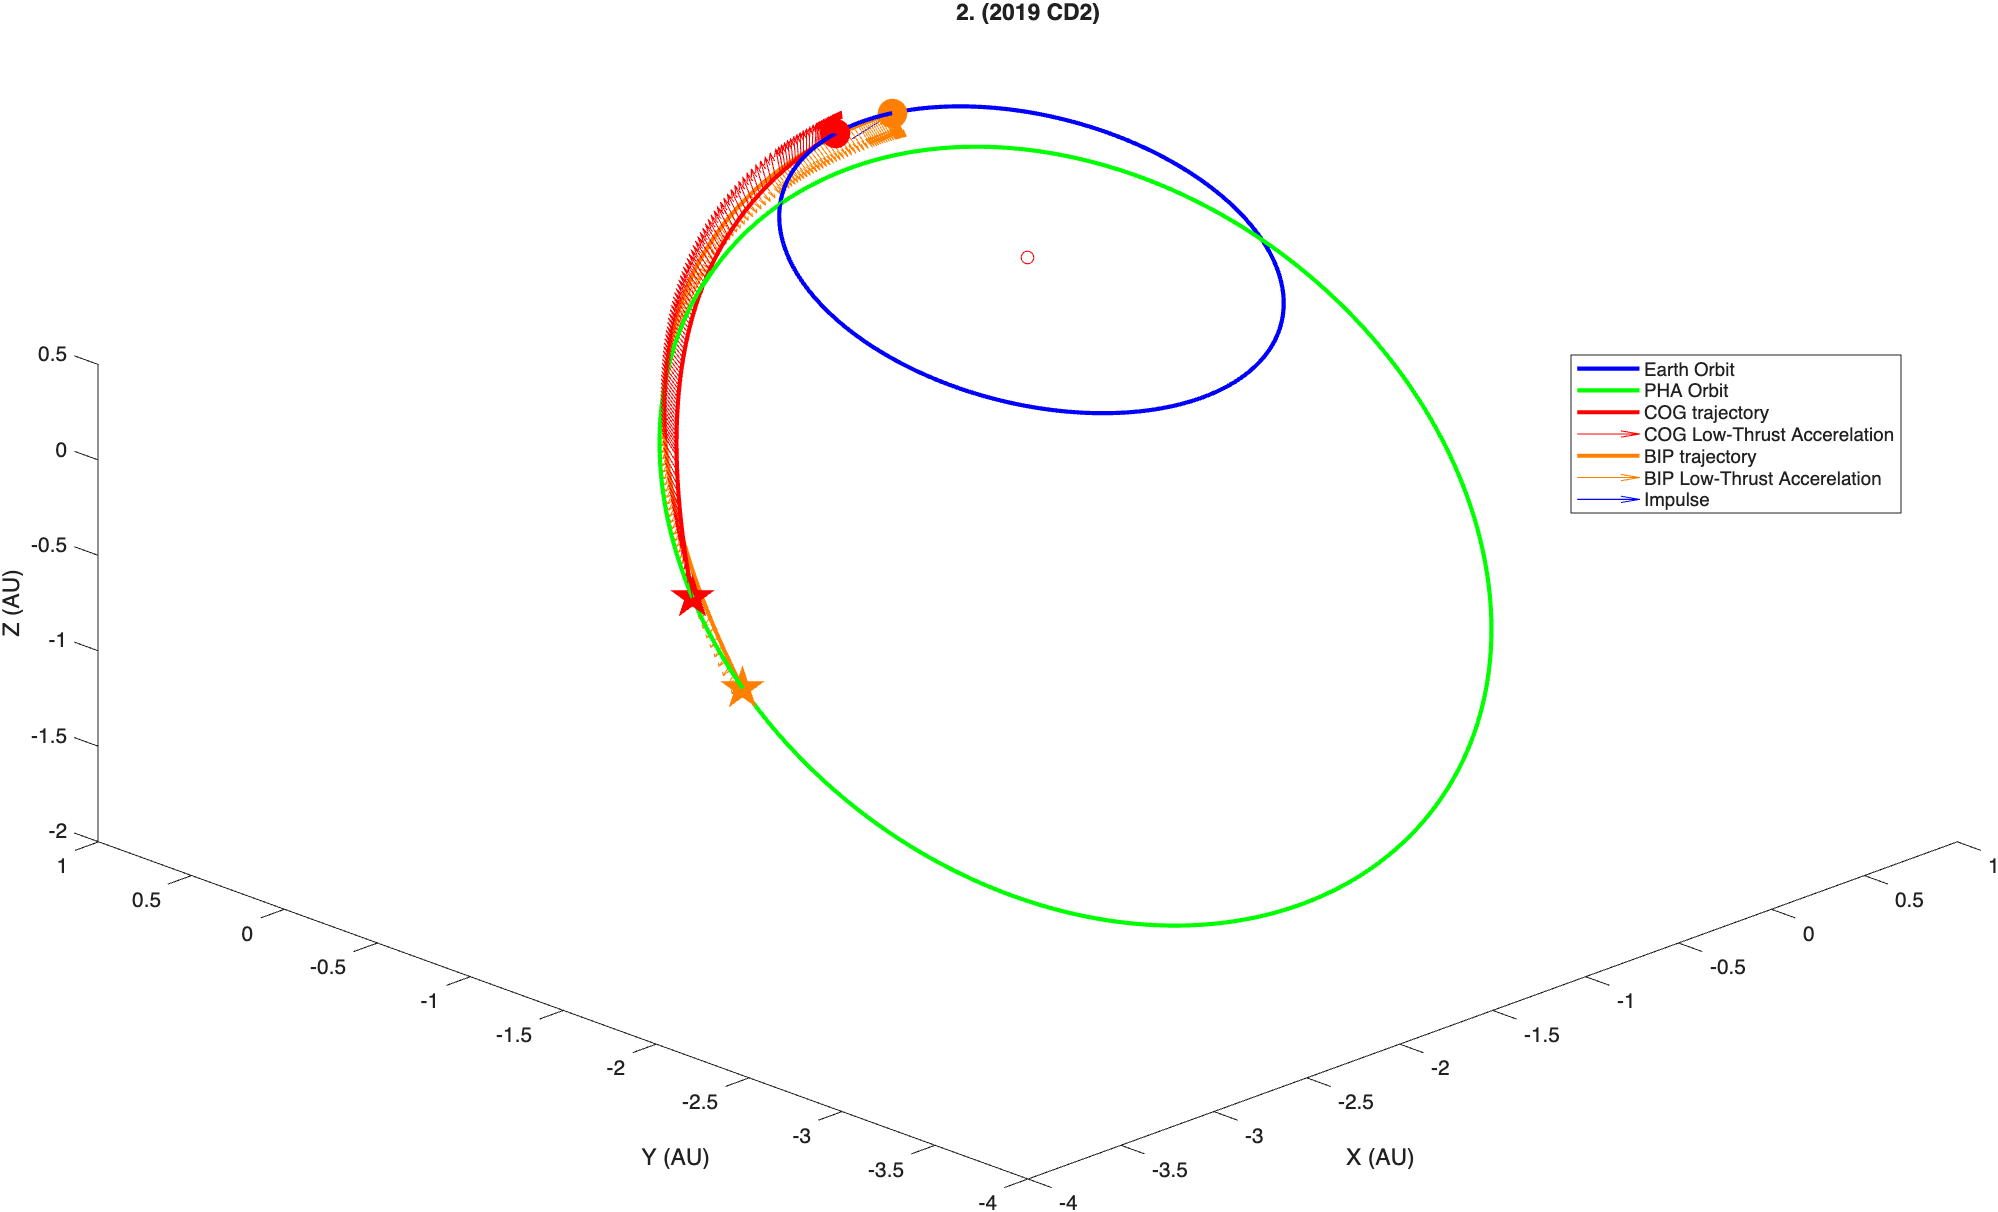 2. (2019 CD2)
0.5
0
-0.5
-1
-1.5
-2
Z (AU)
1
0.5
0
-0.5
-1
-1.5
-2
-2.5
-3
-3.5
-4
Y (AU)
-4
-3.5
-3
-2.5
-2
-1.5
-1
-0.5
0
0.5
1
X (AU)
Earth Orbit
PHA Orbit
COG trajectory
COG Low-Thrust Accerelation
BIP trajectory
BIP Low-Thrust Accerelation
Impulse